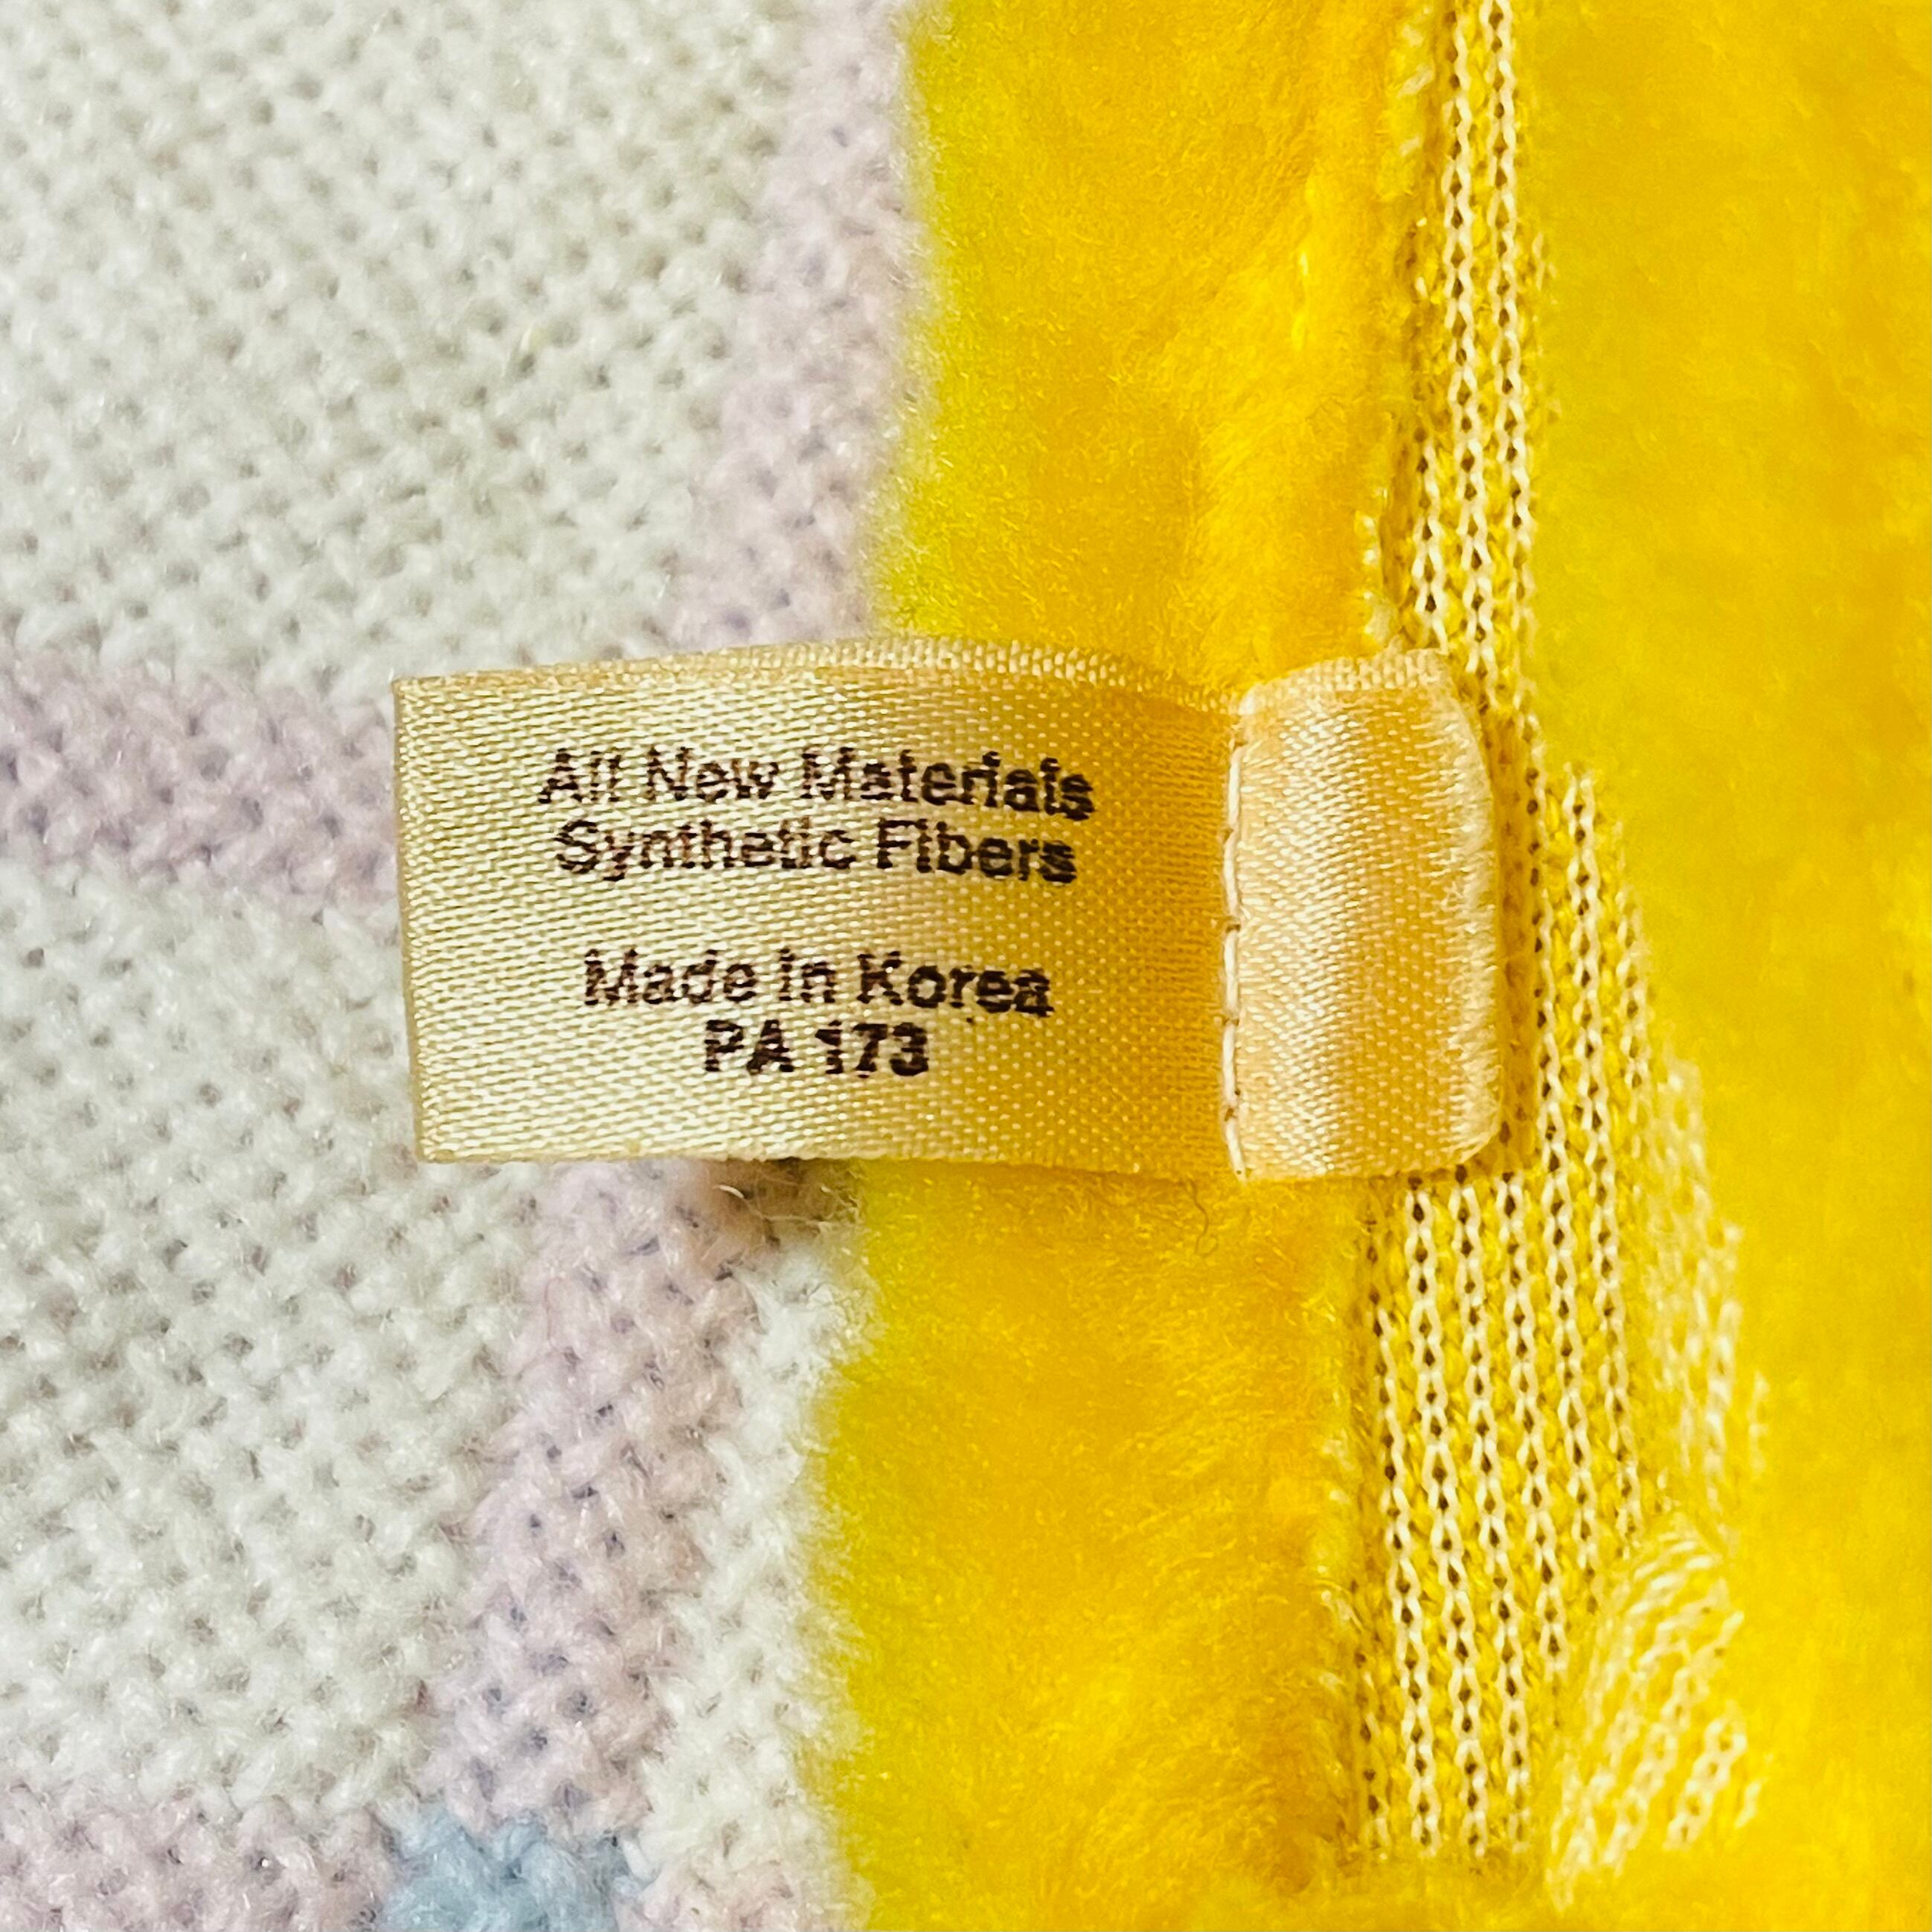 All New Materials
Synthetic Fibers
Made in Korea
PA 173